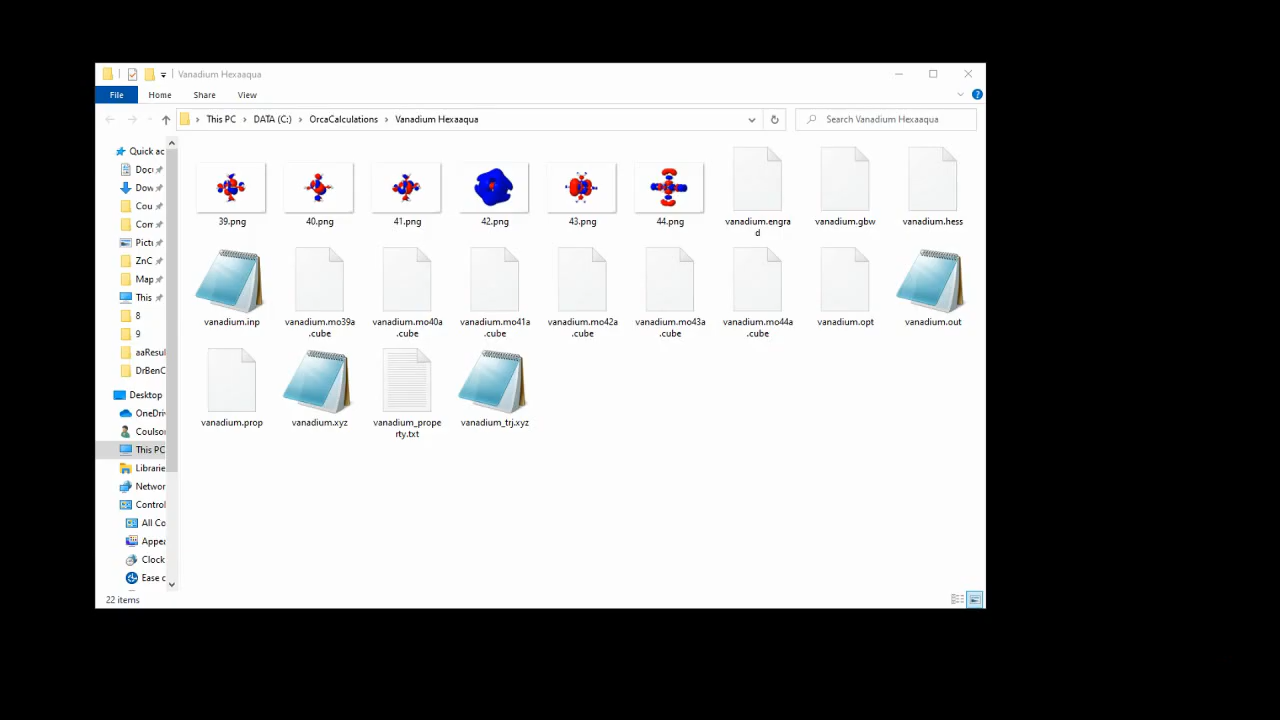 Vanadium Hexaaqua
File Home Share View
This PC DATA (C:) OrcaCalculations Vanadium Hexaaqua
Search Vanadium Hexaaqua
Quick ac
Doc
Dow
Cou
Com
Pictu
ZnC
Map
This
8
9
aaResul
DrBenC
Desktop
OneDriv
Coulso
This PC
Librarie
Networ
Control
All Co
Appea
Clock
Ease o
39.png
40.png
41.png
42.png
43.png
44.png
vanadium.engra
d
vanadium.gbw
vanadium.hess
vanadium.inp
vanadium.mo39a
.cube
vanadium.mo40a
.cube
vanadium.mo41a
.cube
vanadium.mo42a
.cube
vanadium.mo43a
.cube
vanadium.mo44a
.cube
vanadium.opt
vanadium.out
vanadium.prop
vanadium.xyz
vanadium_prope
rty.txt
vanadium_trj.xyz
22 items